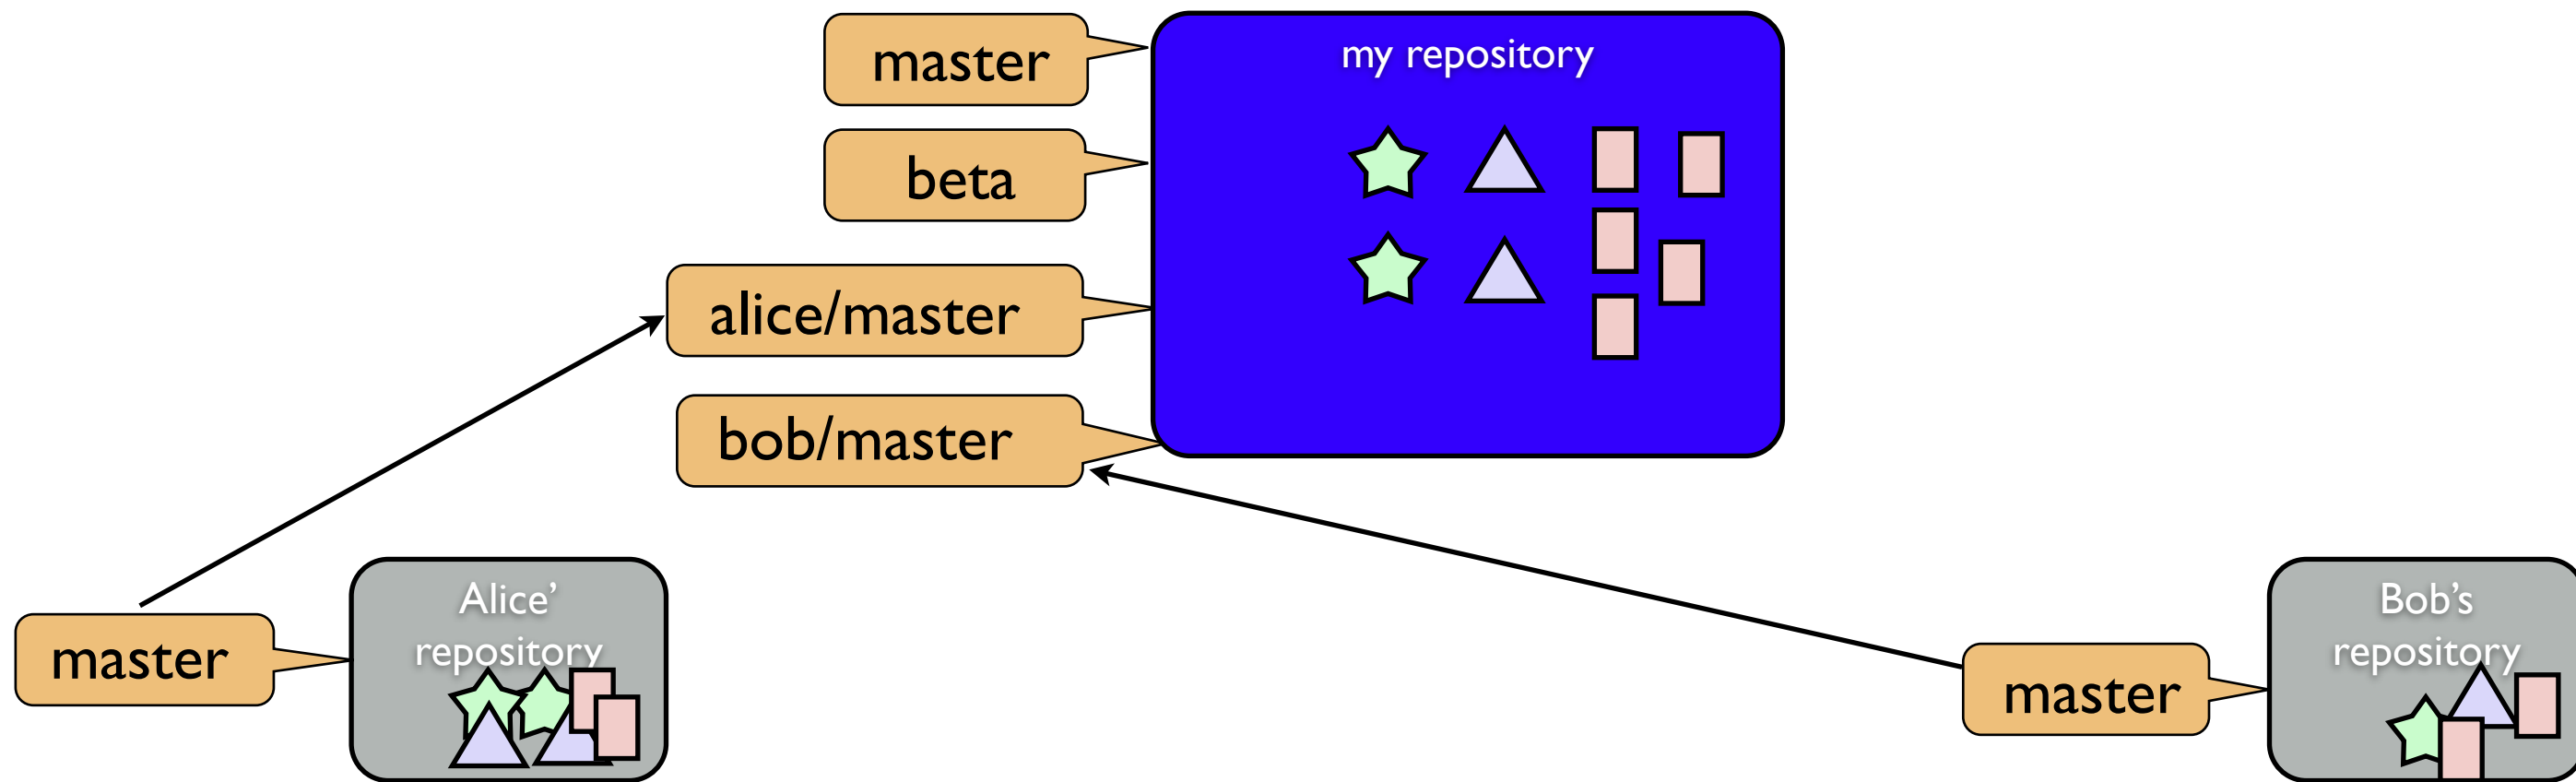 master
my repository
beta
alice/master
bob/master
Alice’
repository
master
Bob’s
repository
master